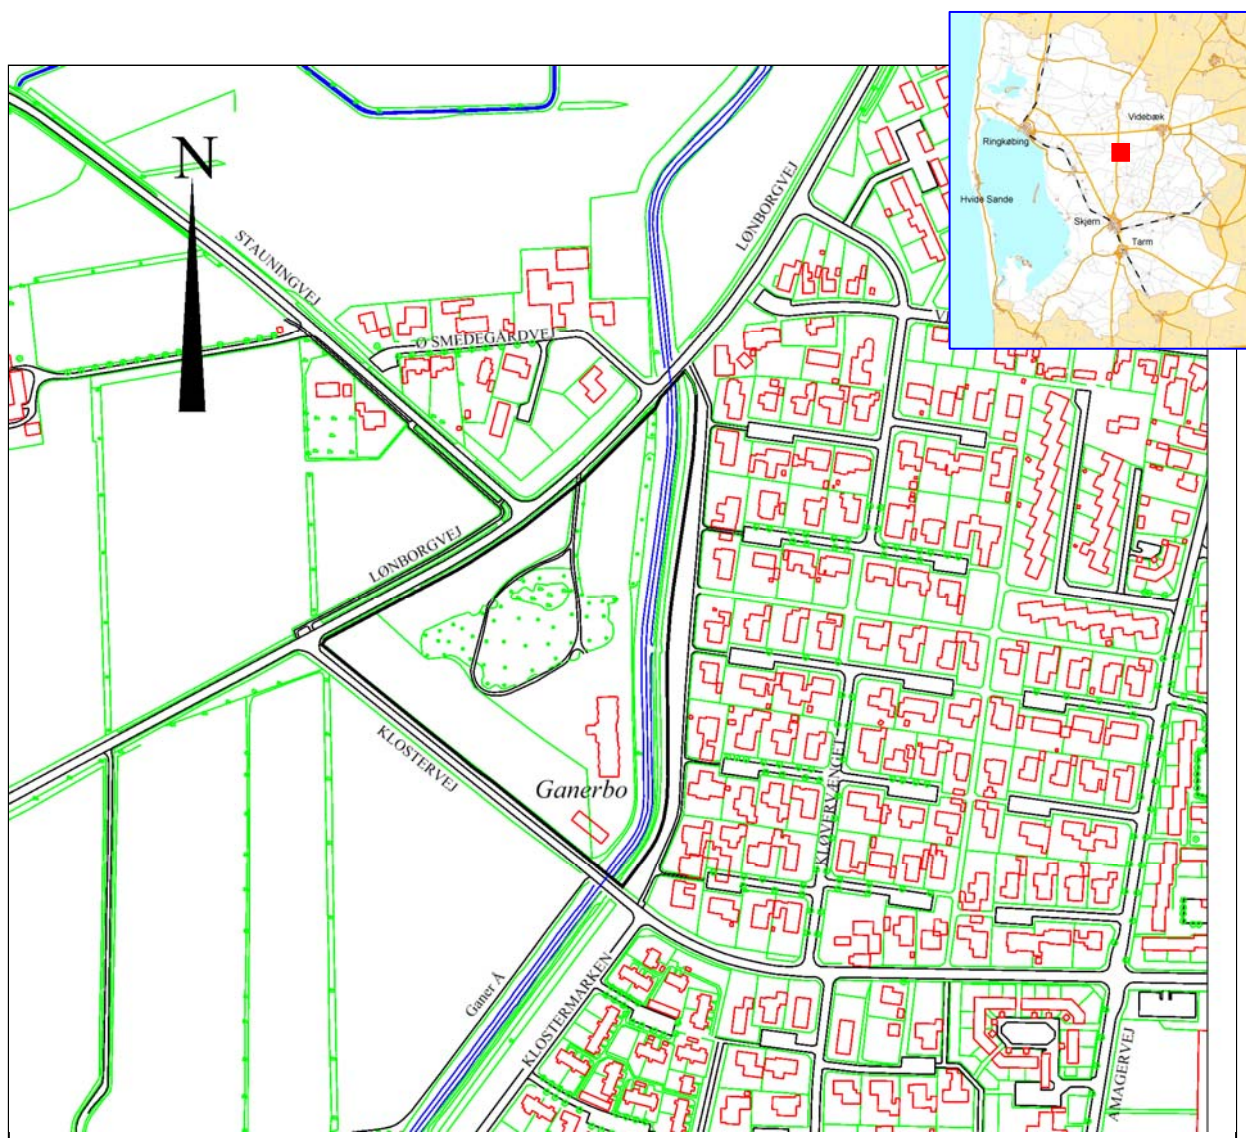 Videbæk
Ringkøbing
Hvide Sande
Skjern
Tarm
N
STAUNINGVEJ
LØNBORGVEJ
Ø SMEDEGÅRDVEJ
LØNBORGVEJ
KLOSTERVEJ
Ganerbo
KLØVERVÆNGET
Ganer Å
KLOSTERMARKEN
AMAGERVEJ